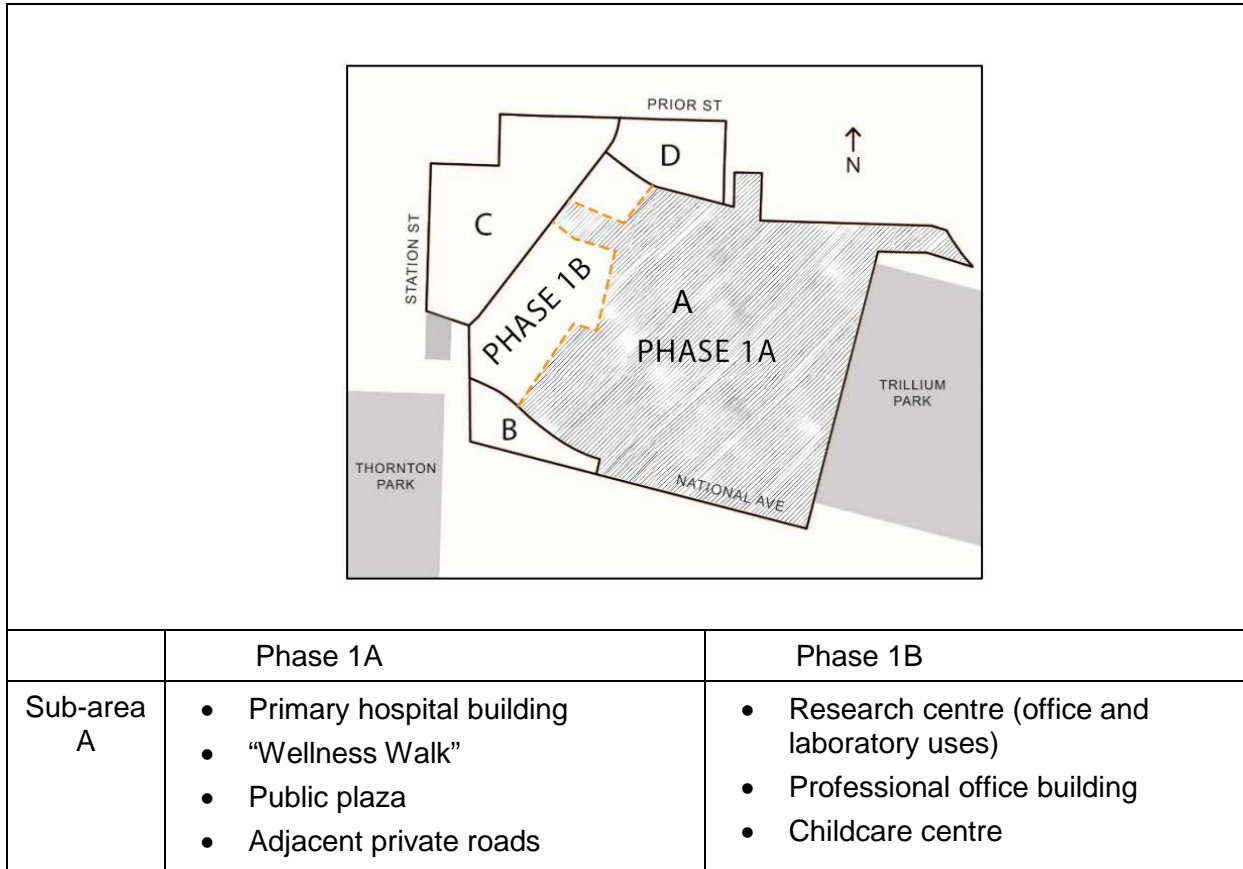 PRIOR ST
D
N
C
STATION ST
PHASE 1B
A
PHASE 1A
TRILLIUM
PARK
B
THORNTON
PARK
NATIONAL AVE
Phase 1A
Phase 1B
Sub-area
A
• Primary hospital building
• “Wellness Walk”
• Public plaza
• Adjacent private roads
• Research centre (office and
laboratory uses)
• Professional office building
• Childcare centre